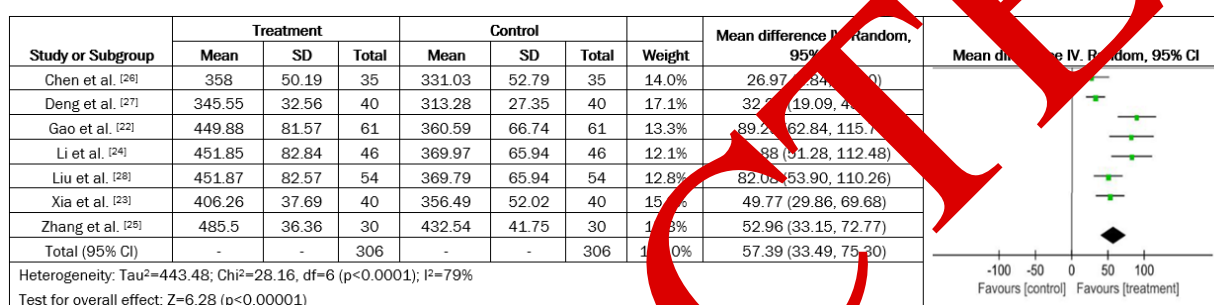 Treatment Control Mean difference IV. Random, 95%
Study or Subgroup Mean SD Total Mean SD Total Weight Mean IV. Random, 95% CI
Chen et al. [26] 358 50.19 35 331.03 52.79 35 14.0% 26.97
Deng et al. [27] 345.55 32.56 40 313.28 27.35 40 17.1% (19.09,
Gao et al. [22] 449.88 81.57 61 360.59 66.74 61 13.3% (62.84,
Li et al. [24] 451.85 82.84 46 369.97 65.94 46 12.1% (51.28, 112.48)
Liu et al. [28] 451.87 82.57 54 369.79 65.94 54 12.8% 82.08 (53.90, 110.26)
Xia et al. [23] 406.26 37.69 40 356.49 52.02 40 49.77 (29.86, 69.68)
Zhang et al. [25] 485.5 36.36 30 432.54 41.75 30 52.96 (33.15, 72.77)
Total (95% CI) - - 306 - - 306 57.39 (33.49, 75.30)
Heterogeneity: Tau²=443.48; Chi²=28.16, df=6 (p<0.0001); I²=79%
Test for overall effect: Z=6.28 (p<0.00001)
-100 -50 0 50 100
Favours [control] Favours [treatment]
CTE